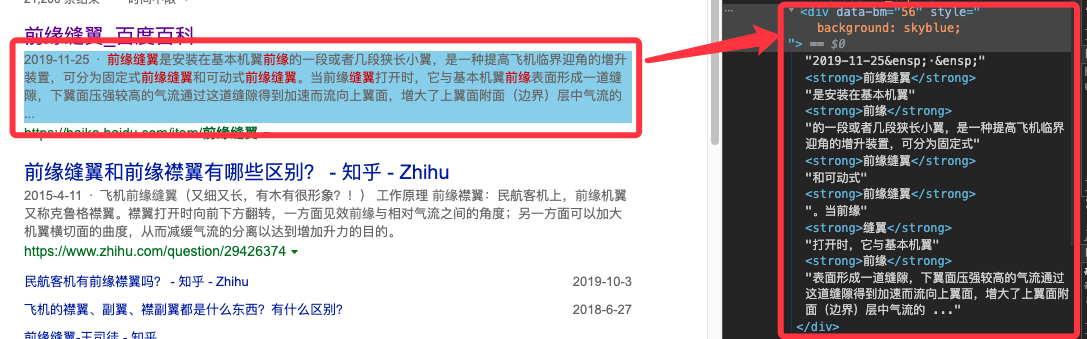 前缘缝翼_百度百科
2019-11-25 · 前缘缝翼是安装在基本机翼前缘的一段或者几段狭长小翼，是一种提高飞机临界迎角的增升
装置，可分为固定式前缘缝翼和可动式前缘缝翼。当前缘缝翼打开时，它与基本机翼前缘表面形成一道缝
隙，下翼面压强较高的气流通过这道缝隙得到加速而流向上翼面，增大了上翼面附面（边界）层中气流的
...
https://baike.baidu.com/item/前缘缝翼
前缘缝翼和前缘襟翼有哪些区别？ - 知乎 - Zhihu
2015-4-11 · 飞机前缘缝翼（又细又长，有木有很形象？！） 工作原理 前缘襟翼：民航客机上，前缘机翼
又称克鲁格襟翼。襟翼打开时向前下方翻转，一方面见效前缘与相对气流之间的角度；另一方面可以加大
机翼横切面的曲度，从而减缓气流的分离以达到增加升力的目的。
https://www.zhihu.com/question/29426374
民航客机有前缘襟翼吗？ - 知乎 - Zhihu 2019-10-3
飞机的襟翼、副翼、襟副翼都是什么东西？有什么区别？ 2018-6-27
前缘缝翼-王司徒 - 知乎
<div data-bm="56" style="
background: skyblue;
"> == $0
"2019-11-25&ensp;·&ensp;"
<strong>前缘缝翼</strong>
"是安装在基本机翼"
<strong>前缘</strong>
"的一段或者几段狭长小翼，是一种提高飞机临界
迎角的增升装置，可分为固定式"
<strong>前缘缝翼</strong>
"和可动式"
<strong>前缘缝翼</strong>
"。当前缘"
<strong>缝翼</strong>
"打开时，它与基本机翼"
<strong>前缘</strong>
"表面形成一道缝隙，下翼面压强较高的气流通过
这道缝隙得到加速而流向上翼面，增大了上翼面附
面（边界）层中气流的 ..."
</div>